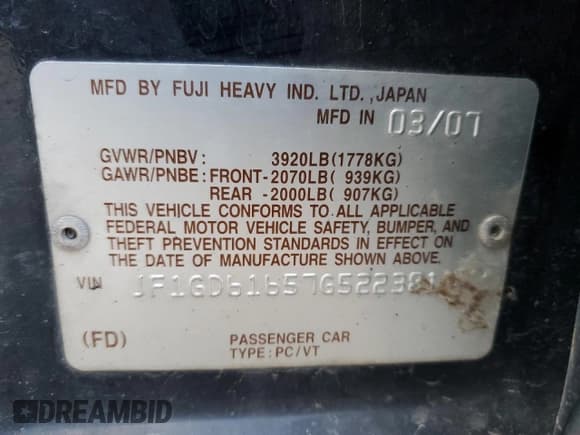 MFD BY FUJI HEAVY IND. LTD.,JAPAN
MFD IN 03/07
GVWR/PNBV: 3920LB(1778KG)
GAWR/PNBE:FRONT-2070LB( 939KG)
REAR -2000LB( 907KG)
THIS VEHICLE CONFORMS TO ALL APPLICABLE
FEDERAL MOTOR VEHICLE SAFETY, BUMPER, AND
THEFT PREVENTION STANDARDS IN EFFECT ON
THE DATE OF MANUFACTURE SHOWN ABOVE.
VIN
(FD)
PASSENGER CAR
TYPE:PC/VT
DREAMBID